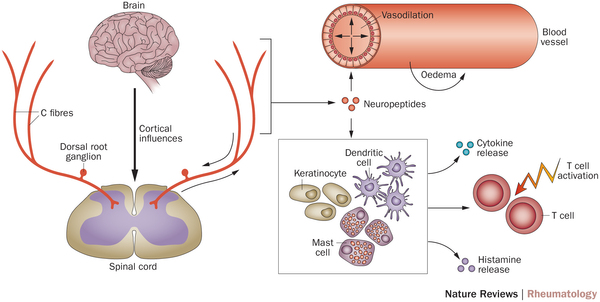 Brain
Vasodilation
Blood
vessel
Oedema
C fibres
Neuropeptides
Cortical
influences
Dorsal root
ganglion
Dendritic
cell
Keratinocyte
Mast
cell
Cytokine
release
T cell
activation
T cell
Histamine
release
Spinal cord
Nature Reviews | Rheumatology